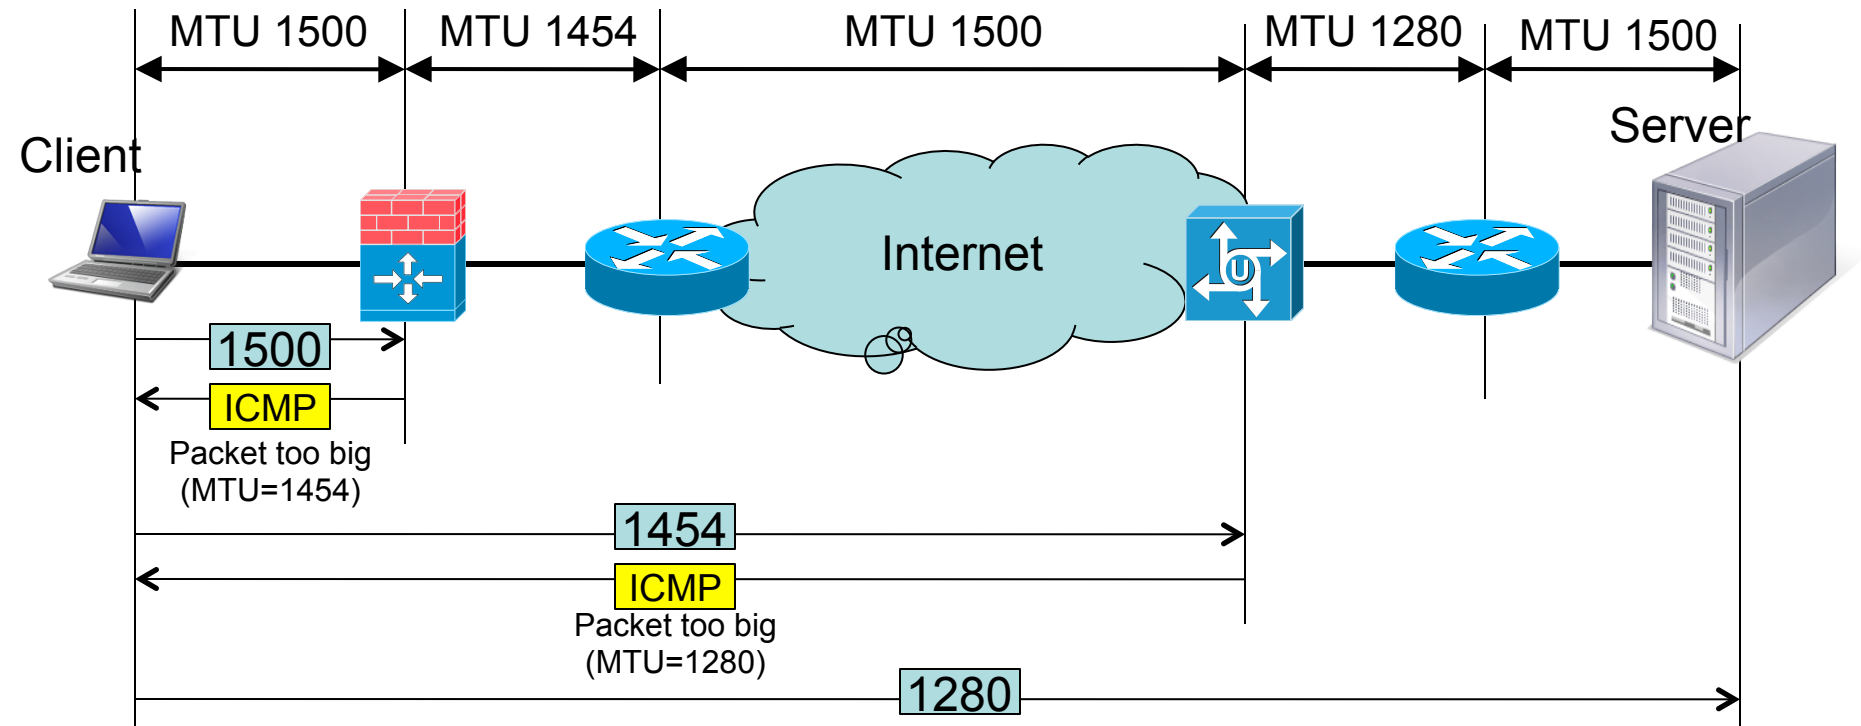 MTU 1500
MTU 1454
MTU 1500
MTU 1280
MTU 1500
Client
Server
Internet
U
1500
ICMP
Packet too big
(MTU=1454)
1454
ICMP
Packet too big
(MTU=1280)
1280